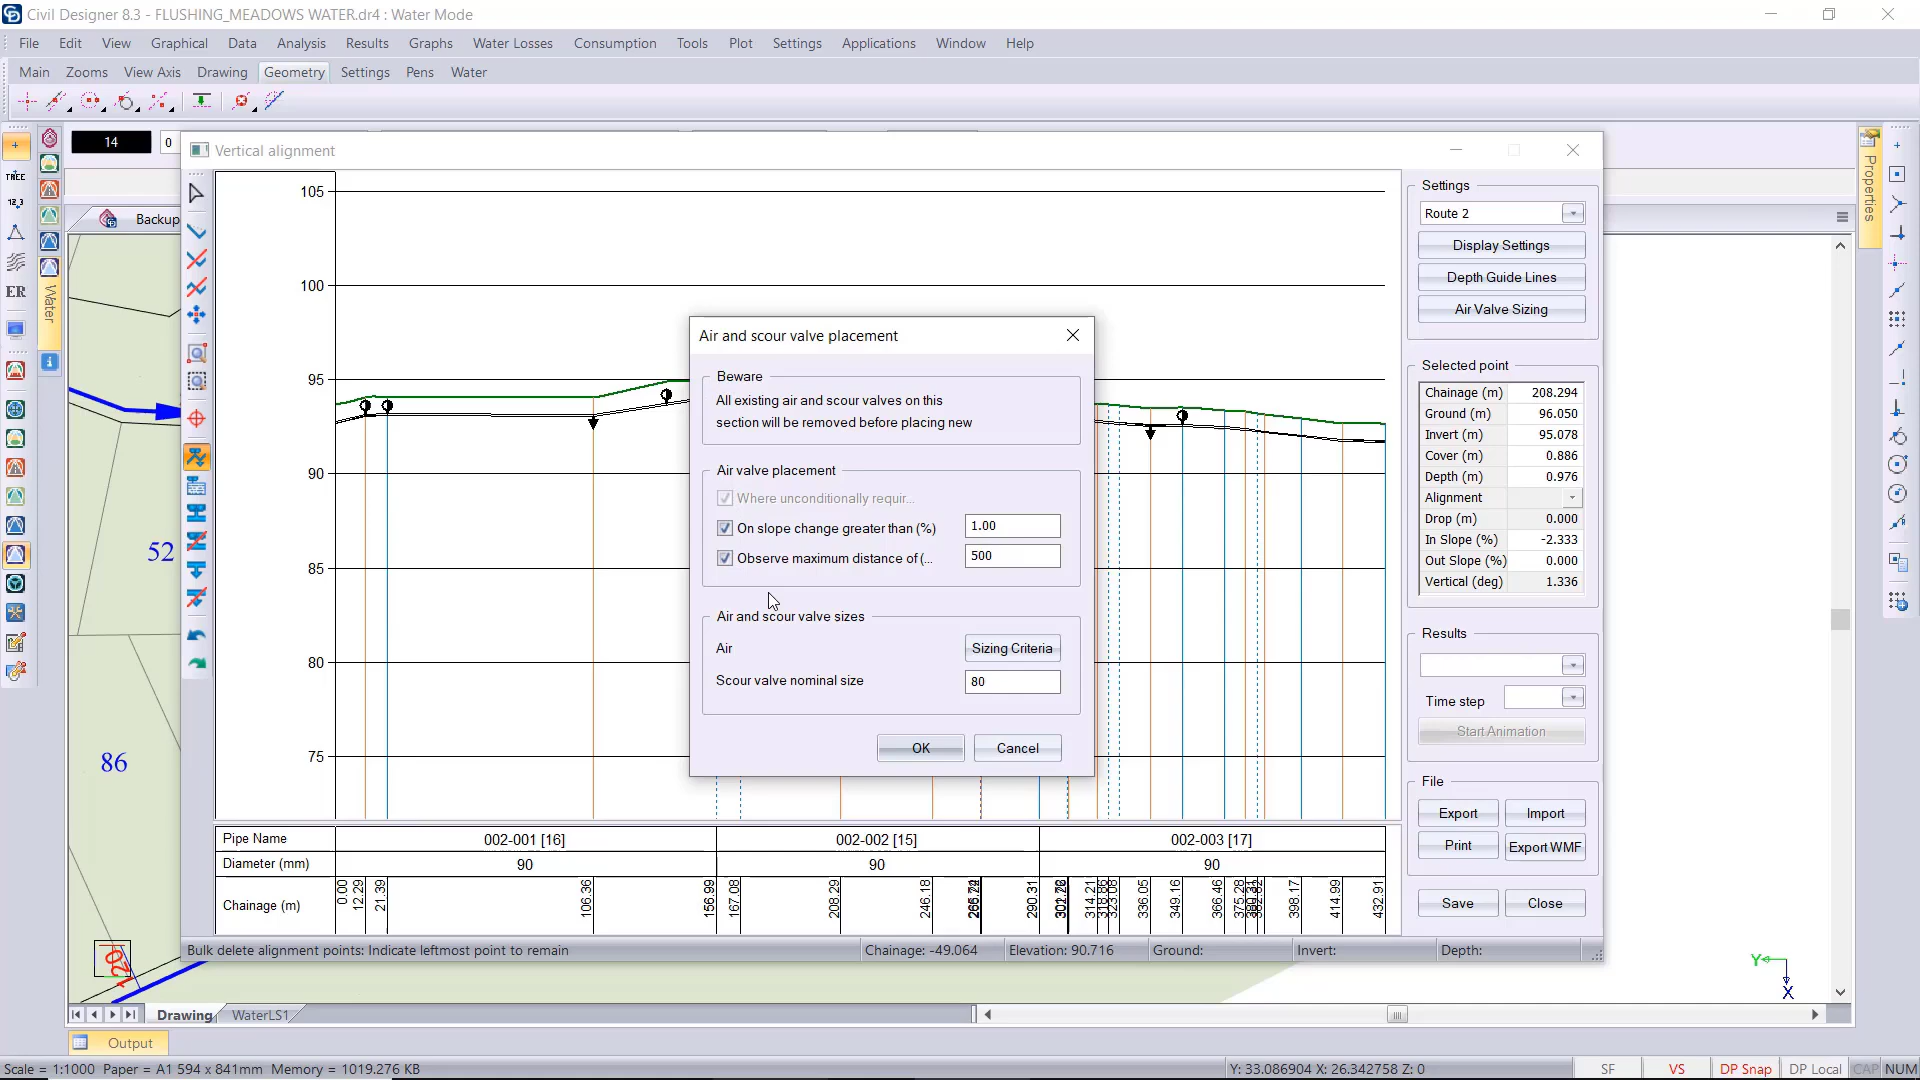 Civil Designer 8.3 - FLUSHING_MEADOWS WATER.dr4 : Water Mode
File Edit View Graphical Data Analysis Results Graphs Water Losses Consumption Tools Plot Settings Applications Window Help
Main Zooms View Axis Drawing Geometry Settings Pens Water
14 0
Vertical alignment
TREE
123
ER
Water
Backup
Properties
105
100
95
90
85
80
75
52
86
120
Air and scour valve placement
Beware
All existing air and scour valves on this
section will be removed before placing new
Air valve placement
Where unconditionally requir...
On slope change greater than (%) 1.00
Observe maximum distance of (... 500
Air and scour valve sizes
Air Sizing Criteria
Scour valve nominal size 80
OK Cancel
Settings
Route 2
Display Settings
Depth Guide Lines
Air Valve Sizing
Selected point
Chainage (m) 208.294
Ground (m) 96.050
Invert (m) 95.078
Cover (m) 0.886
Depth (m) 0.976
Alignment
Drop (m) 0.000
In Slope (%) -2.333
Out Slope (%) 0.000
Vertical (deg) 1.336
Results
Time step
Start Animation
File
Export Import
Print Export WMF
Save Close
Pipe Name 002-001 [16] 002-002 [15] 002-003 [17]
Diameter (mm) 90 90 90
Chainage (m) 0.00 12.29 21.39 106.36 156.99 167.08 208.29 246.18 290.31 314.21 336.05 349.16 366.46 375.28 398.17 414.99 432.91
Bulk delete alignment points: Indicate leftmost point to remain Chainage: -49.064 Elevation: 90.716 Ground: Invert: Depth:
Y X
Drawing WaterLS1
Output
Scale = 1:1000 Paper = A1 594 x 841mm Memory = 1019.276 KB Y: 33.086904 X: 26.342758 Z: 0 SF VS DP Snap DP Local CAP NUM